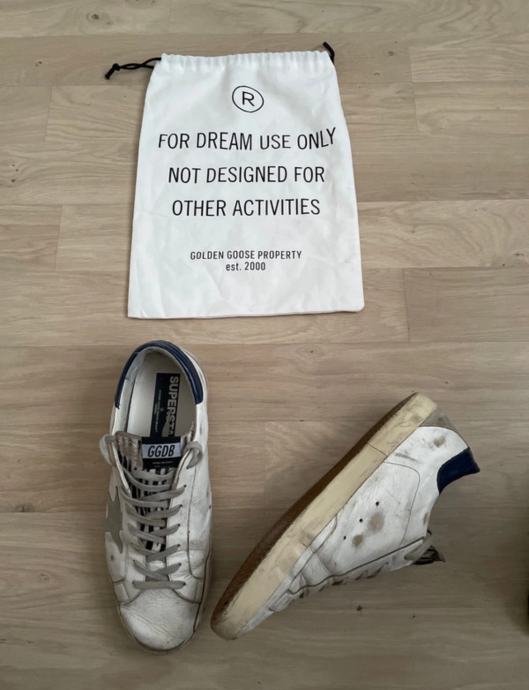 R
FOR DREAM USE ONLY
NOT DESIGNED FOR
OTHER ACTIVITIES
GOLDEN GOOSE PROPERTY
est. 2000
GGDB